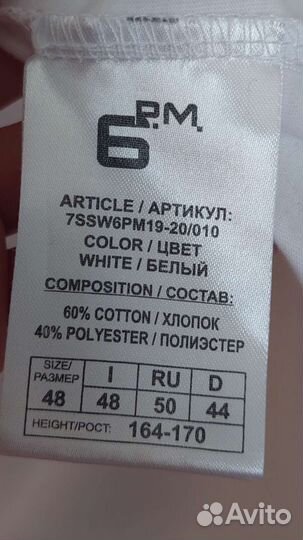 6 P.M.
ARTICLE / АРТИКУЛ:
7SSW6PM19-20/010
COLOR / ЦВЕТ
WHITE / БЕЛЫЙ
COMPOSITION / СОСТАВ:
60% COTTON / ХЛОПОК
40% POLYESTER / ПОЛИЭСТЕР
SIZE/РАЗМЕР I RU D
48 48 50 44
HEIGHT/РОСТ: 164-170
Avito